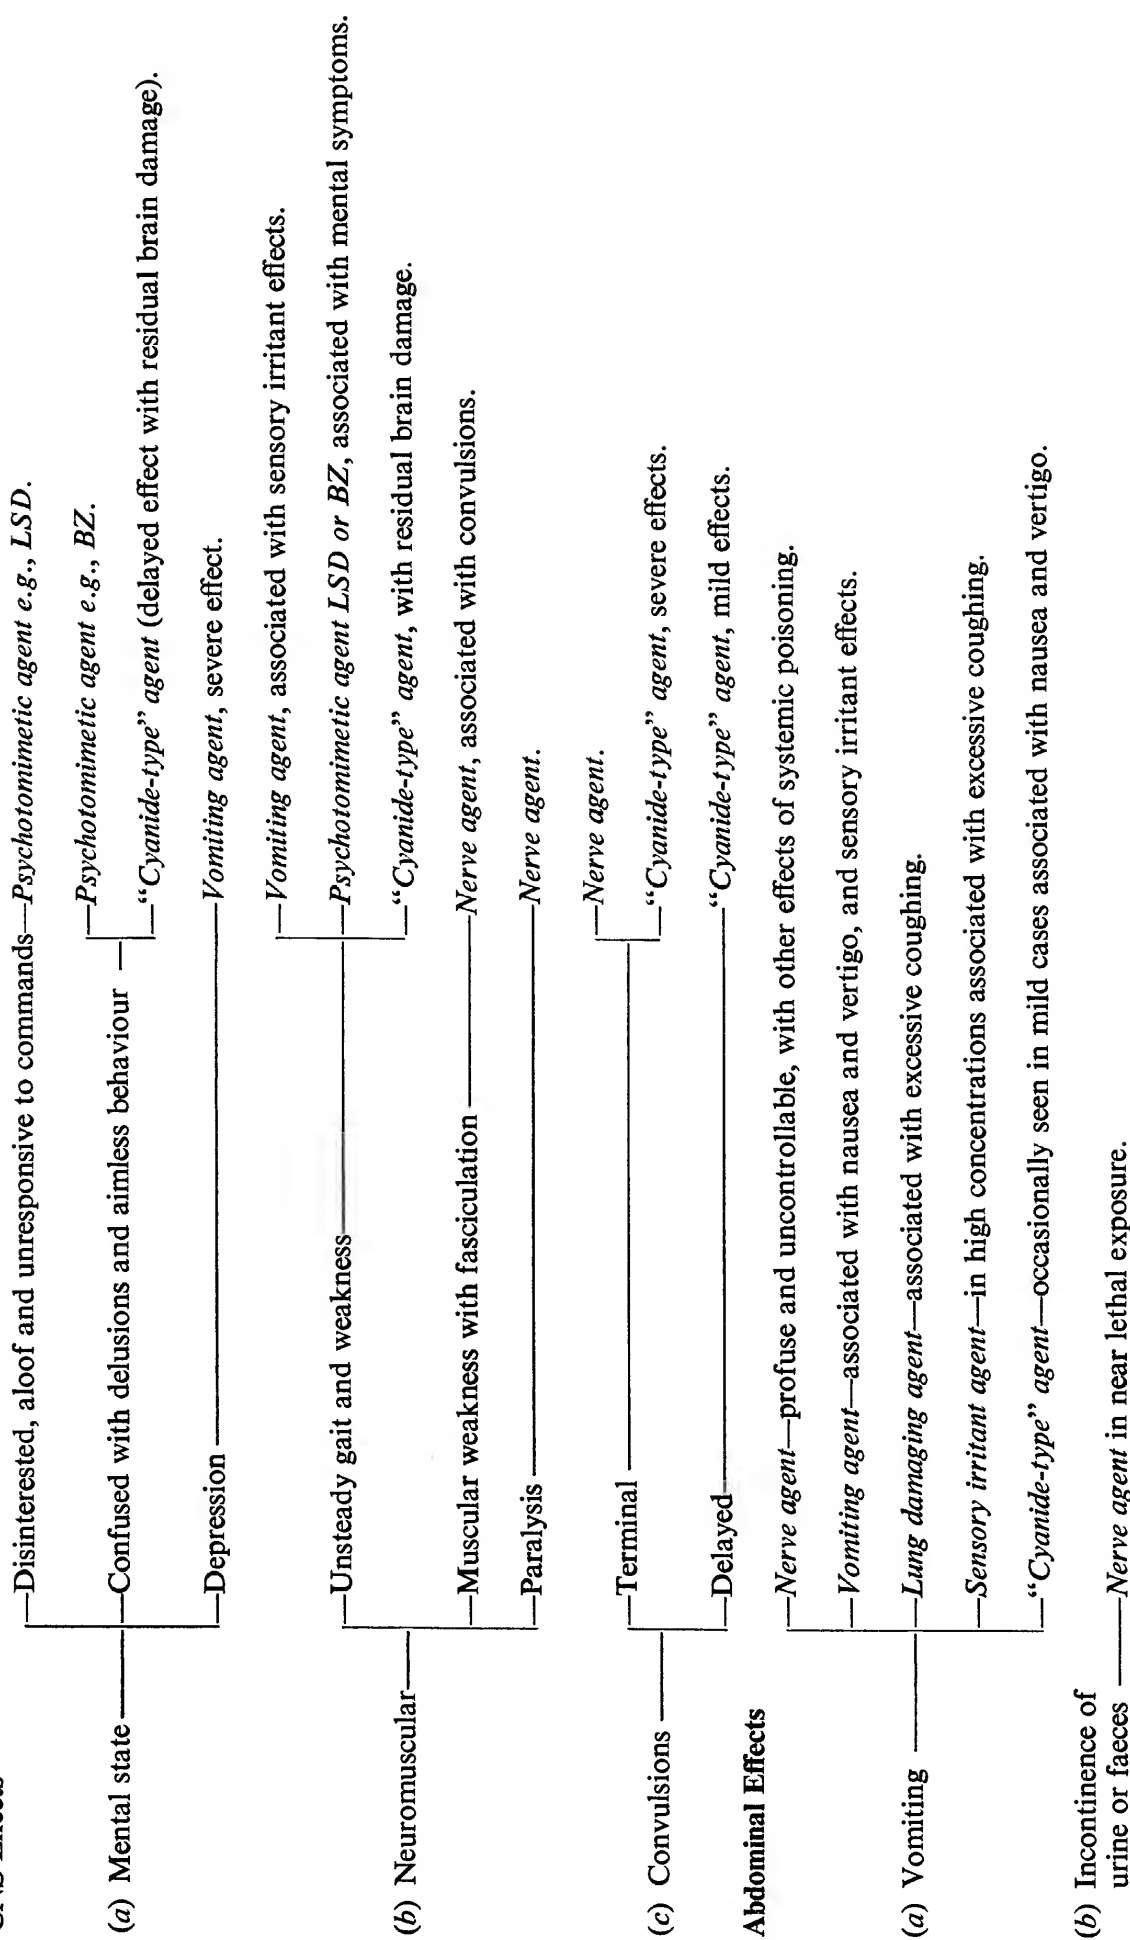 CNS Effects
(a) Mental state
Disinterested, aloof and unresponsive to commands—Psychotomimetic agent e.g., LSD.
Confused with delusions and aimless behaviour
Psychotomimetic agent e.g., BZ.
“Cyanide-type” agent (delayed effect with residual brain damage).
Depression—Vomiting agent, severe effect.
(b) Neuromuscular
Unsteady gait and weakness
Vomiting agent, associated with sensory irritant effects.
Psychotomimetic agent LSD or BZ, associated with mental symptoms.
“Cyanide-type” agent, with residual brain damage.
Muscular weakness with fasciculation—Nerve agent, associated with convulsions.
Paralysis—Nerve agent.
(c) Convulsions
Terminal
Nerve agent.
“Cyanide-type” agent, severe effects.
Delayed—“Cyanide-type” agent, mild effects.
Abdominal Effects
(a) Vomiting
Nerve agent—profuse and uncontrollable, with other effects of systemic poisoning.
Vomiting agent—associated with nausea and vertigo, and sensory irritant effects.
Lung damaging agent—associated with excessive coughing.
Sensory irritant agent—in high concentrations associated with excessive coughing.
“Cyanide-type” agent—occasionally seen in mild cases associated with nausea and vertigo.
(b) Incontinence of
urine or faeces—Nerve agent in near lethal exposure.